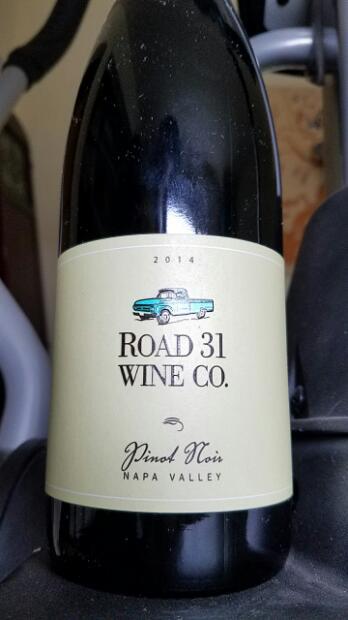 2014
ROAD 31
WINE CO.
Pinot Noir
NAPA VALLEY